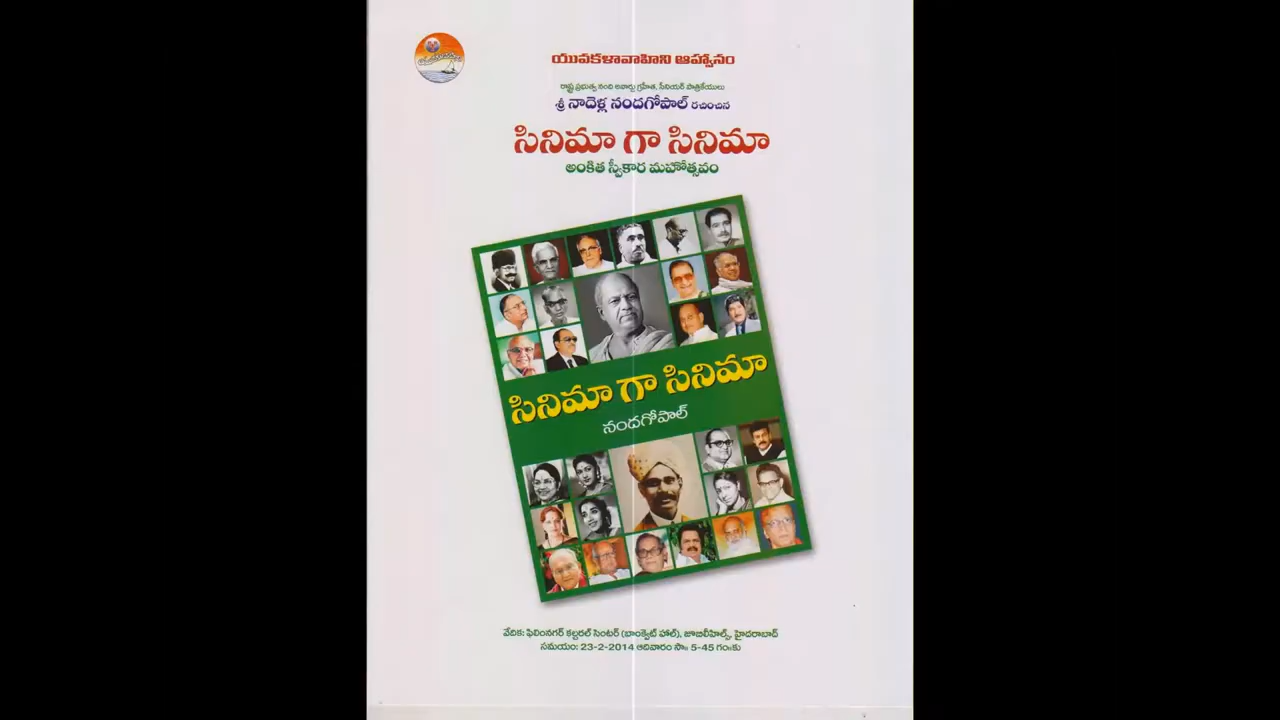 యువకళావాహిని ఆహ్వానం
రాష్ట్ర ప్రభుత్వ నంది అవార్డు గ్రహీత, సీనియర్ పాత్రికేయులు
శ్రీ నాదెళ్ల నందగోపాల్ రచించిన
సినిమా గా సినిమా
అంకిత స్వీకార మహోత్సవం
సినిమా గా సినిమా
నందగోపాల్
వేదిక: ఫిలింనగర్ కల్చరల్ సెంటర్ (బాంక్వెట్ హాల్), జూబిలీహిల్స్, హైదరాబాద్
సమయం: 23-2-2014 ఆదివారం సా॥ 5-45 గం॥కు